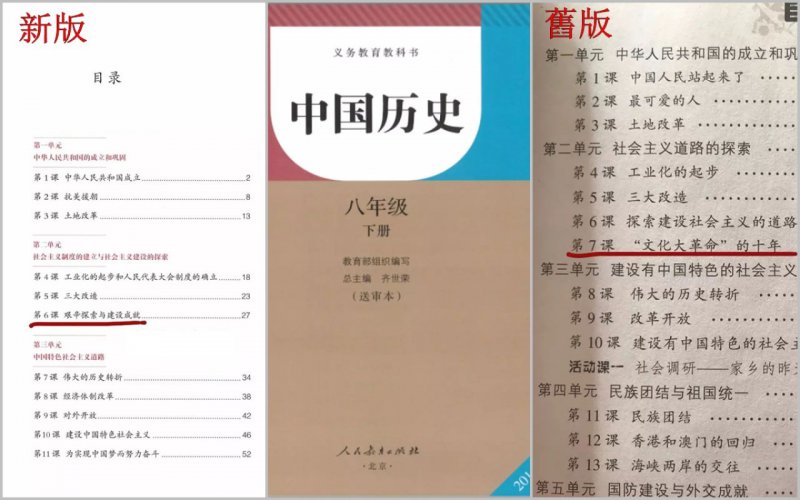 新版
目录
第一单元
中华人民共和国的成立和巩固
第1课 中华人民共和国成立 2
第2课 抗美援朝 8
第3课 土地改革 13
第二单元
社会主义制度的建立与社会主义建设的探索
第4课 工业化的起步和人民代表大会制度的确立 18
第5课 三大改造 23
第6课 艰辛探索与建设成就 27
第三单元
中国特色社会主义道路
第7课 伟大的历史转折 34
第8课 经济体制改革 38
第9课 对外开放 42
第10课 建设中国特色社会主义 46
第11课 为实现中国梦而努力奋斗 52
义务教育教科书
中国历史
八年级
下册
教育部组织编写
总主编 齐世荣
(送审本)
人民教育出版社
·北京·
201
舊版
第一单元 中华人民共和国的成立和巩
第1课 中国人民站起来了
第2课 最可爱的人
第3课 土地改革
第二单元 社会主义道路的探索
第4课 工业化的起步
第5课 三大改造
第6课 探索建设社会主义的道路
第7课 “文化大革命”的十年
第三单元 建设有中国特色的社会主
第8课 伟大的历史转折
第9课 改革开放
第10课 建设有中国特色的社会主
活动课一 社会调研——家乡的昨天
第四单元 民族团结与祖国统一
第11课 民族团结
第12课 香港和澳门的回归
第13课 海峡两岸的交往
第五单元 国防建设与外交成就